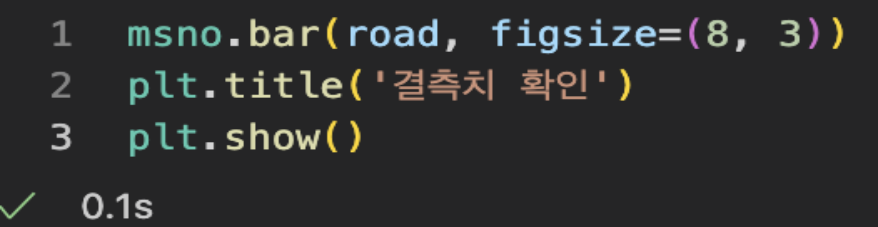 1 msno.bar(road, figsize=(8, 3))
2 plt.title('결측치 확인')
3 plt.show()
0.1s